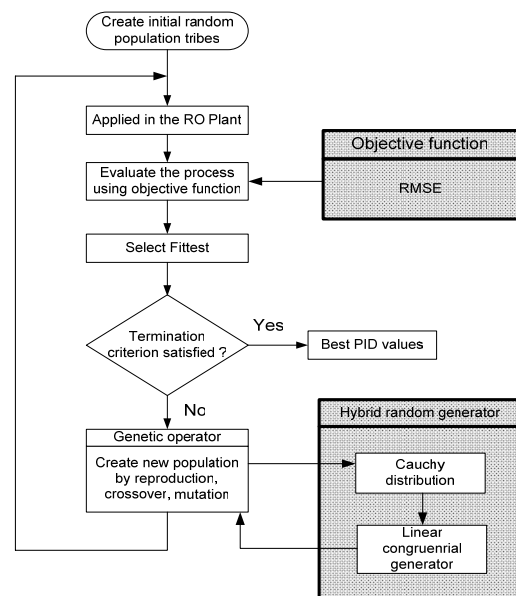 Create initial random
population tribes
Applied in the RO Plant
Evaluate the process
using objective function
Objective function
RMSE
Select Fittest
Termination
criterion satisfied ?
Yes
Best PID values
No
Genetic operator
Create new population
by reproduction,
crossover, mutation
Hybrid random generator
Cauchy
distribution
Linear
congruenrial
generator